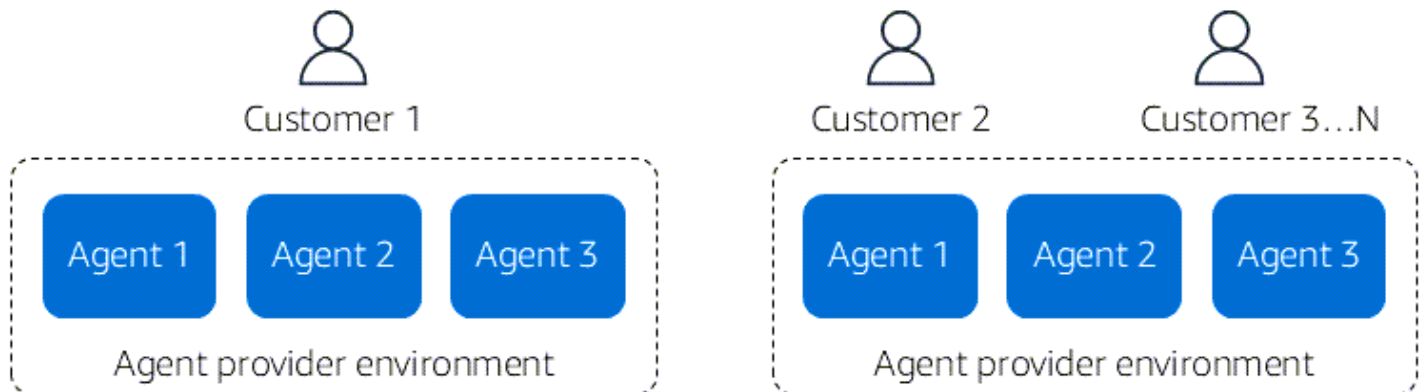 Customer 1
Customer 2
Customer 3...N
Agent 1
Agent 2
Agent 3
Agent provider environment
Agent 1
Agent 2
Agent 3
Agent provider environment